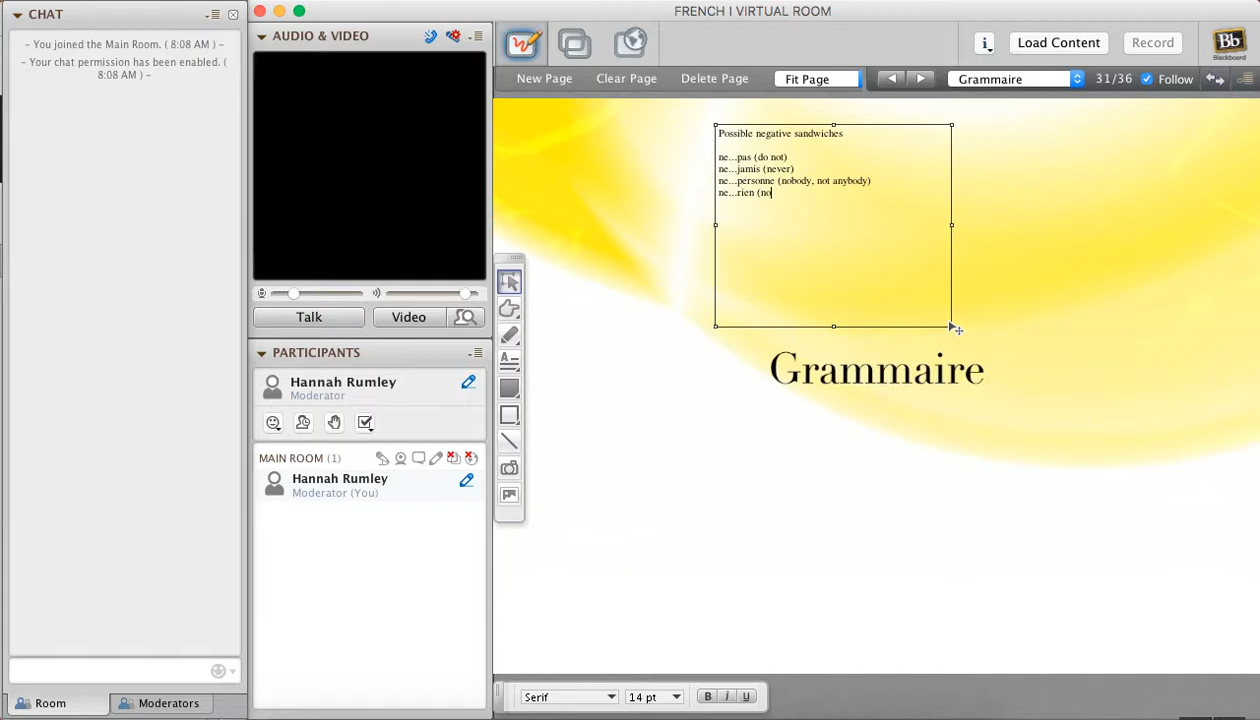 CHAT
– You joined the Main Room. ( 8:08 AM ) –
– Your chat permission has been enabled. (
8:08 AM ) –
Room
Moderators
AUDIO & VIDEO
Talk
Video
PARTICIPANTS
Hannah Rumley
Moderator
MAIN ROOM (1)
Hannah Rumley
Moderator (You)
FRENCH I VIRTUAL ROOM
i
Load Content
Record
Bb
Blackboard
New Page
Clear Page
Delete Page
Fit Page
Grammaire
31/36
Follow
Possible negative sandwiches
ne...pas (do not)
ne...jamis (never)
ne...personne (nobody, not anybody)
ne...rien (no
Grammaire
A
Serif
14 pt
B
i
U